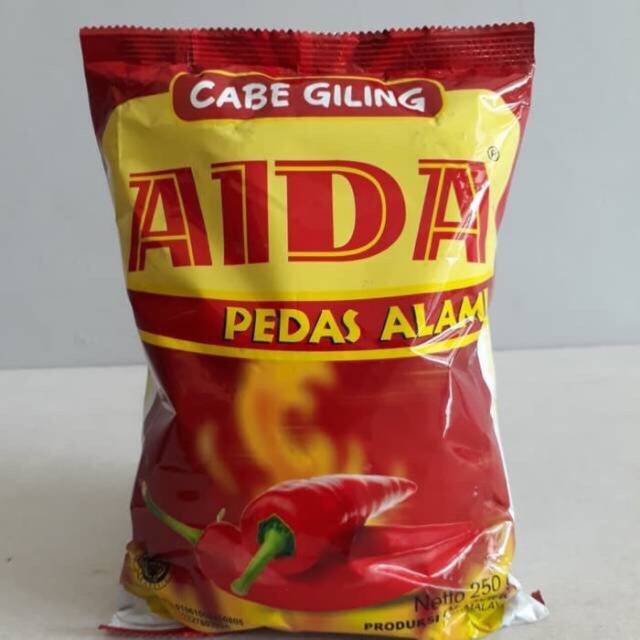 CABE GILING
AIDA
®
PEDAS ALAMI
Netto 250
PRODUKSI